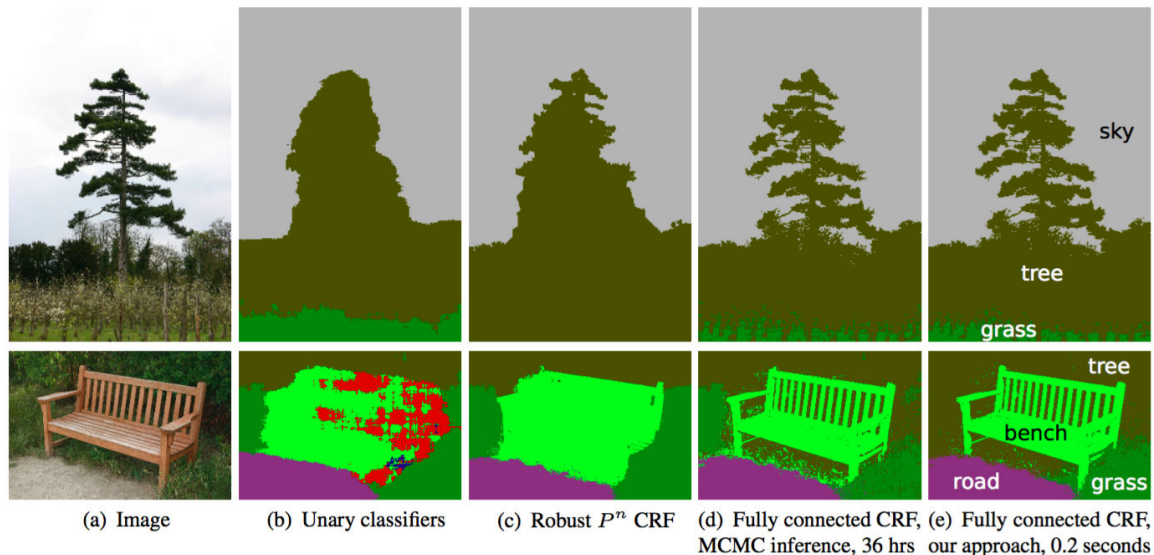 sky
tree
grass
tree
bench
road
grass
(a) Image
(b) Unary classifiers
(c) Robust Pⁿ CRF
(d) Fully connected CRF,
MCMC inference, 36 hrs
(e) Fully connected CRF,
our approach, 0.2 seconds